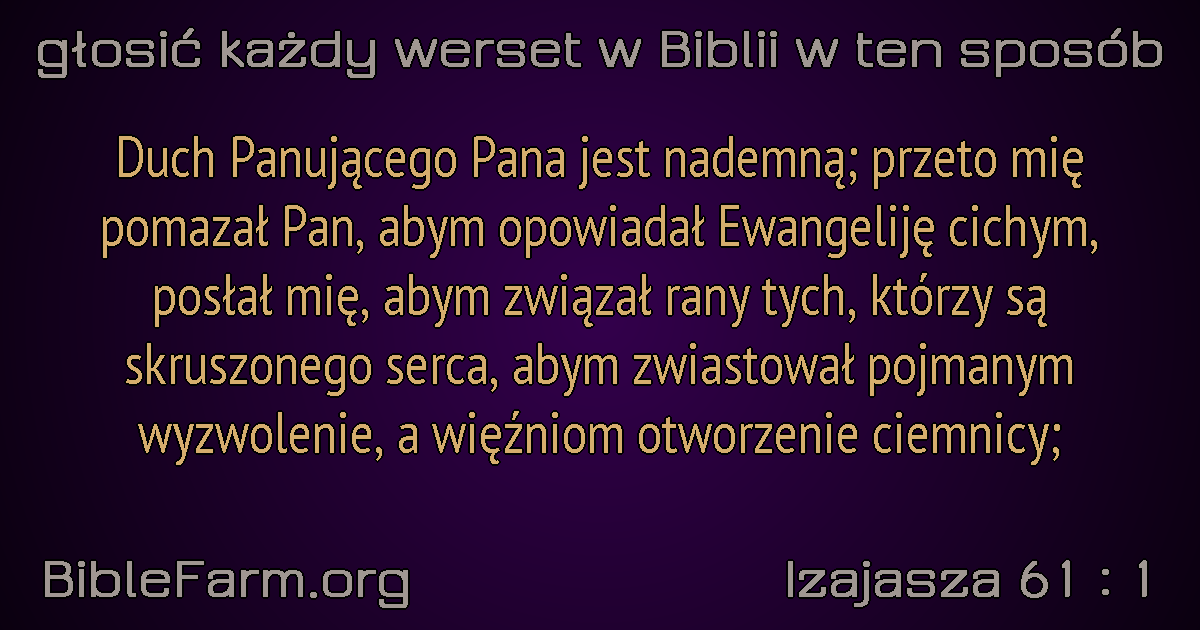 głosić każdy werset w Biblii w ten sposób
Duch Panującego Pana jest nademną; przeto mię
pomazał Pan, abym opowiadał Ewangeliję cichym,
posłał mię, abym związał rany tych, którzy są
skruszonego serca, abym zwiastował pojmanym
wyzwolenie, a więźniom otworzenie ciemnicy;
BibleFarm.org
Izajasza 61 : 1